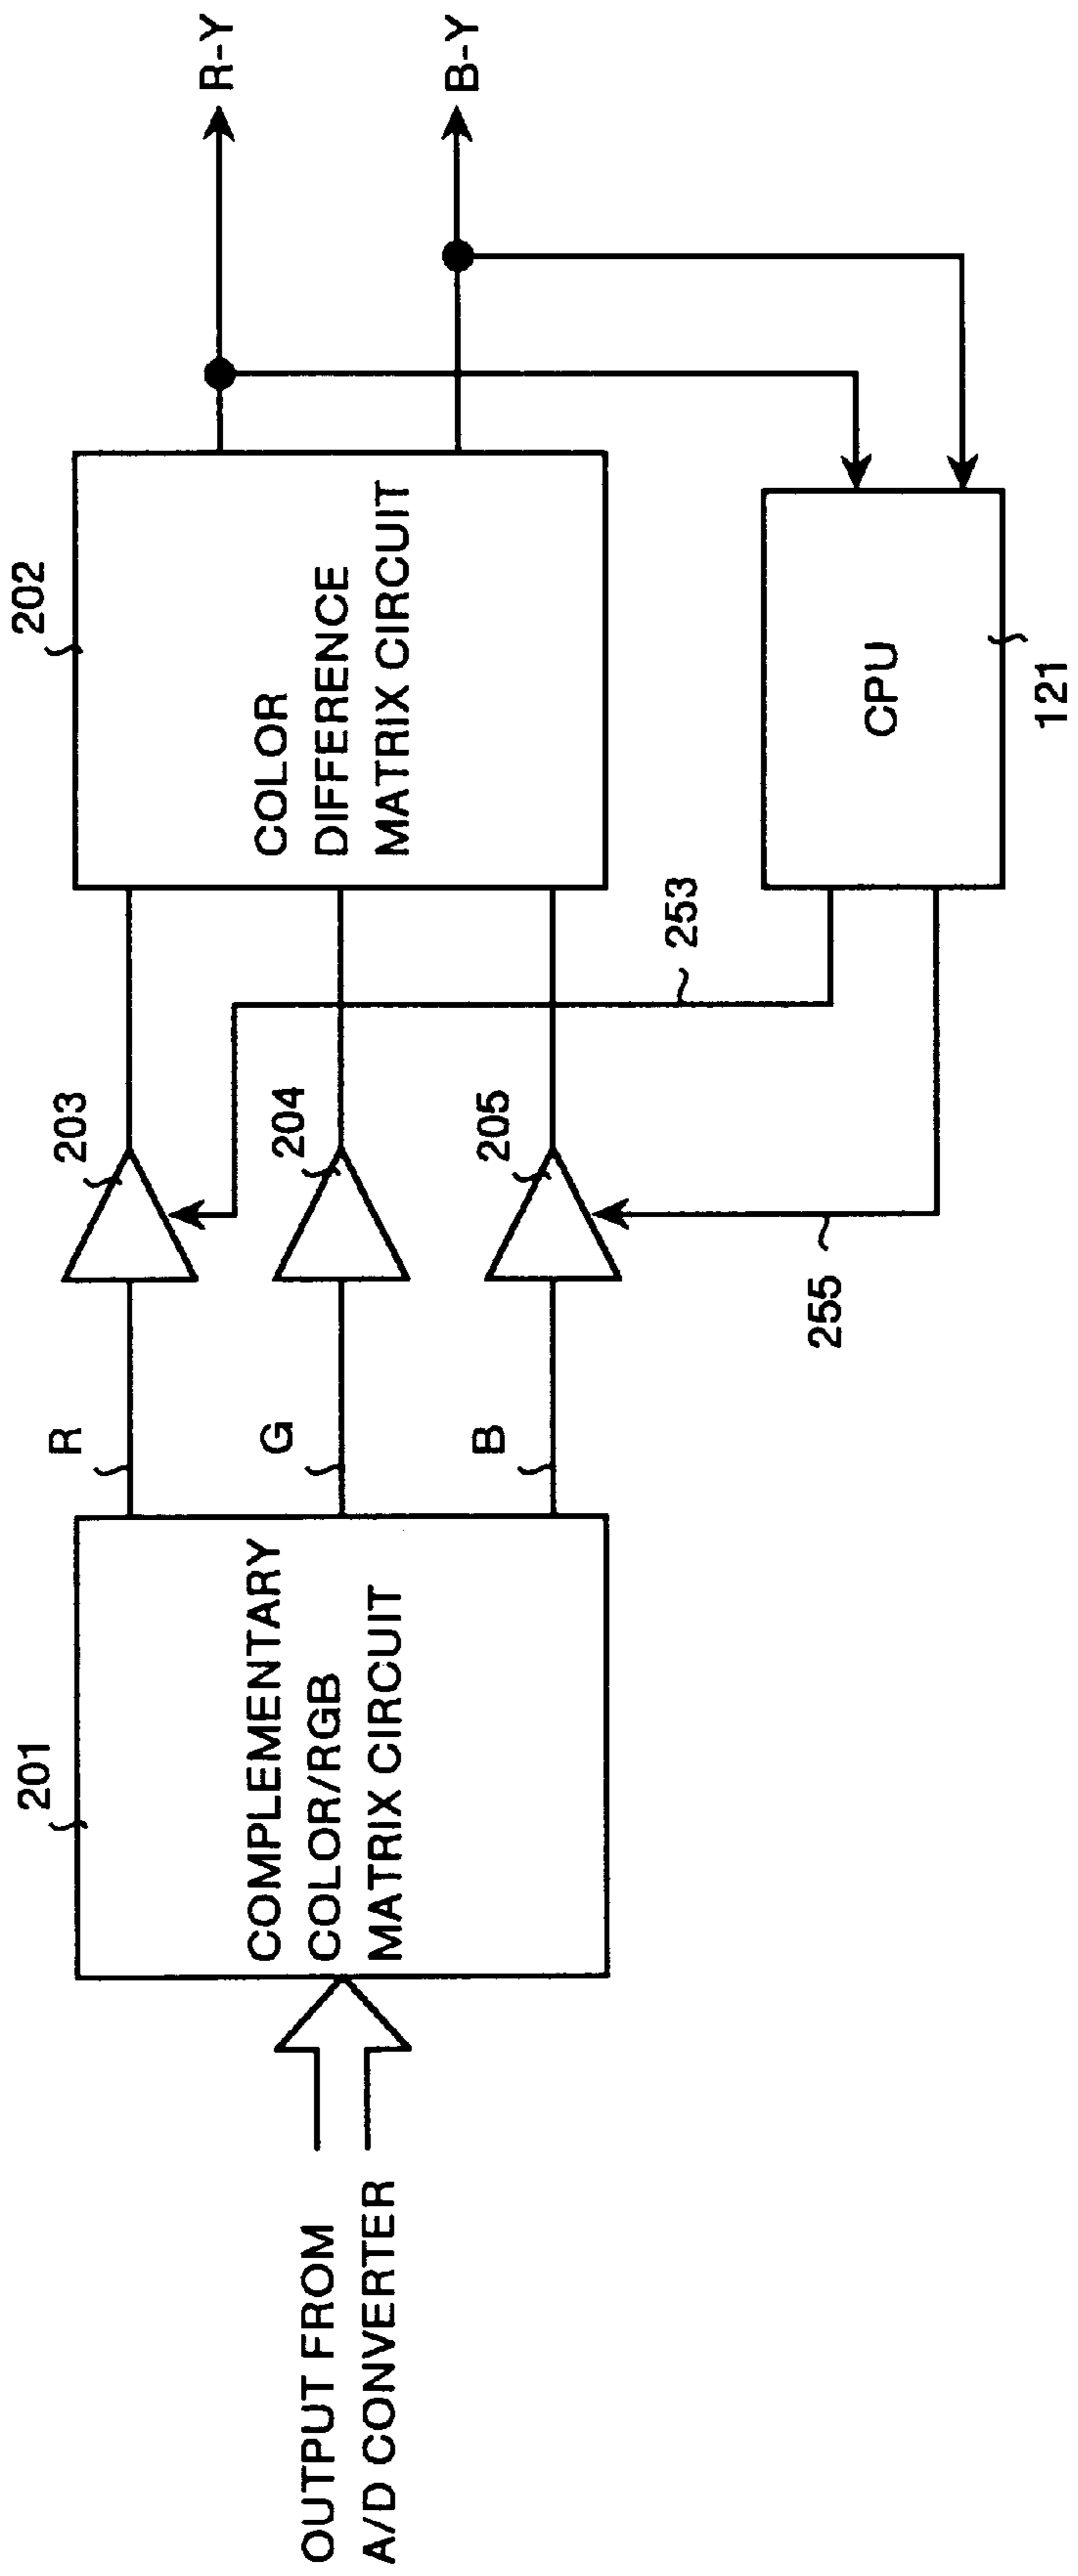 OUTPUT FROM
A/D CONVERTER
201
COMPLEMENTARY
COLOR/RGB
MATRIX CIRCUIT
R
G
B
203
204
205
253
255
202
COLOR
DIFFERENCE
MATRIX CIRCUIT
CPU
121
R-Y
B-Y